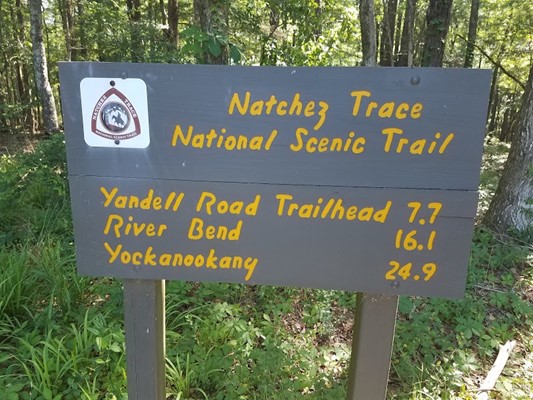 Natchez Trace
National Scenic Trail
Yandell Road Trailhead 7.7
River Bend 16.1
Yockanookany 24.9